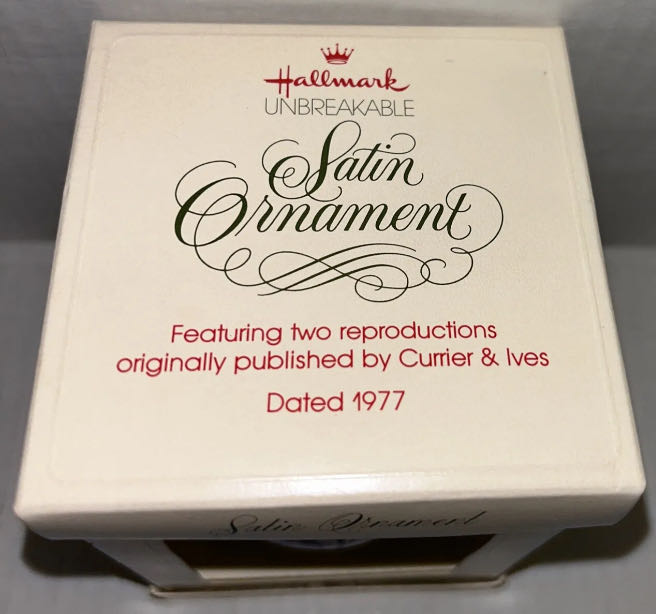 Hallmark
UNBREAKABLE
Satin
Ornament
Featuring two reproductions
originally published by Currier & Ives
Dated 1977
Satin Ornament